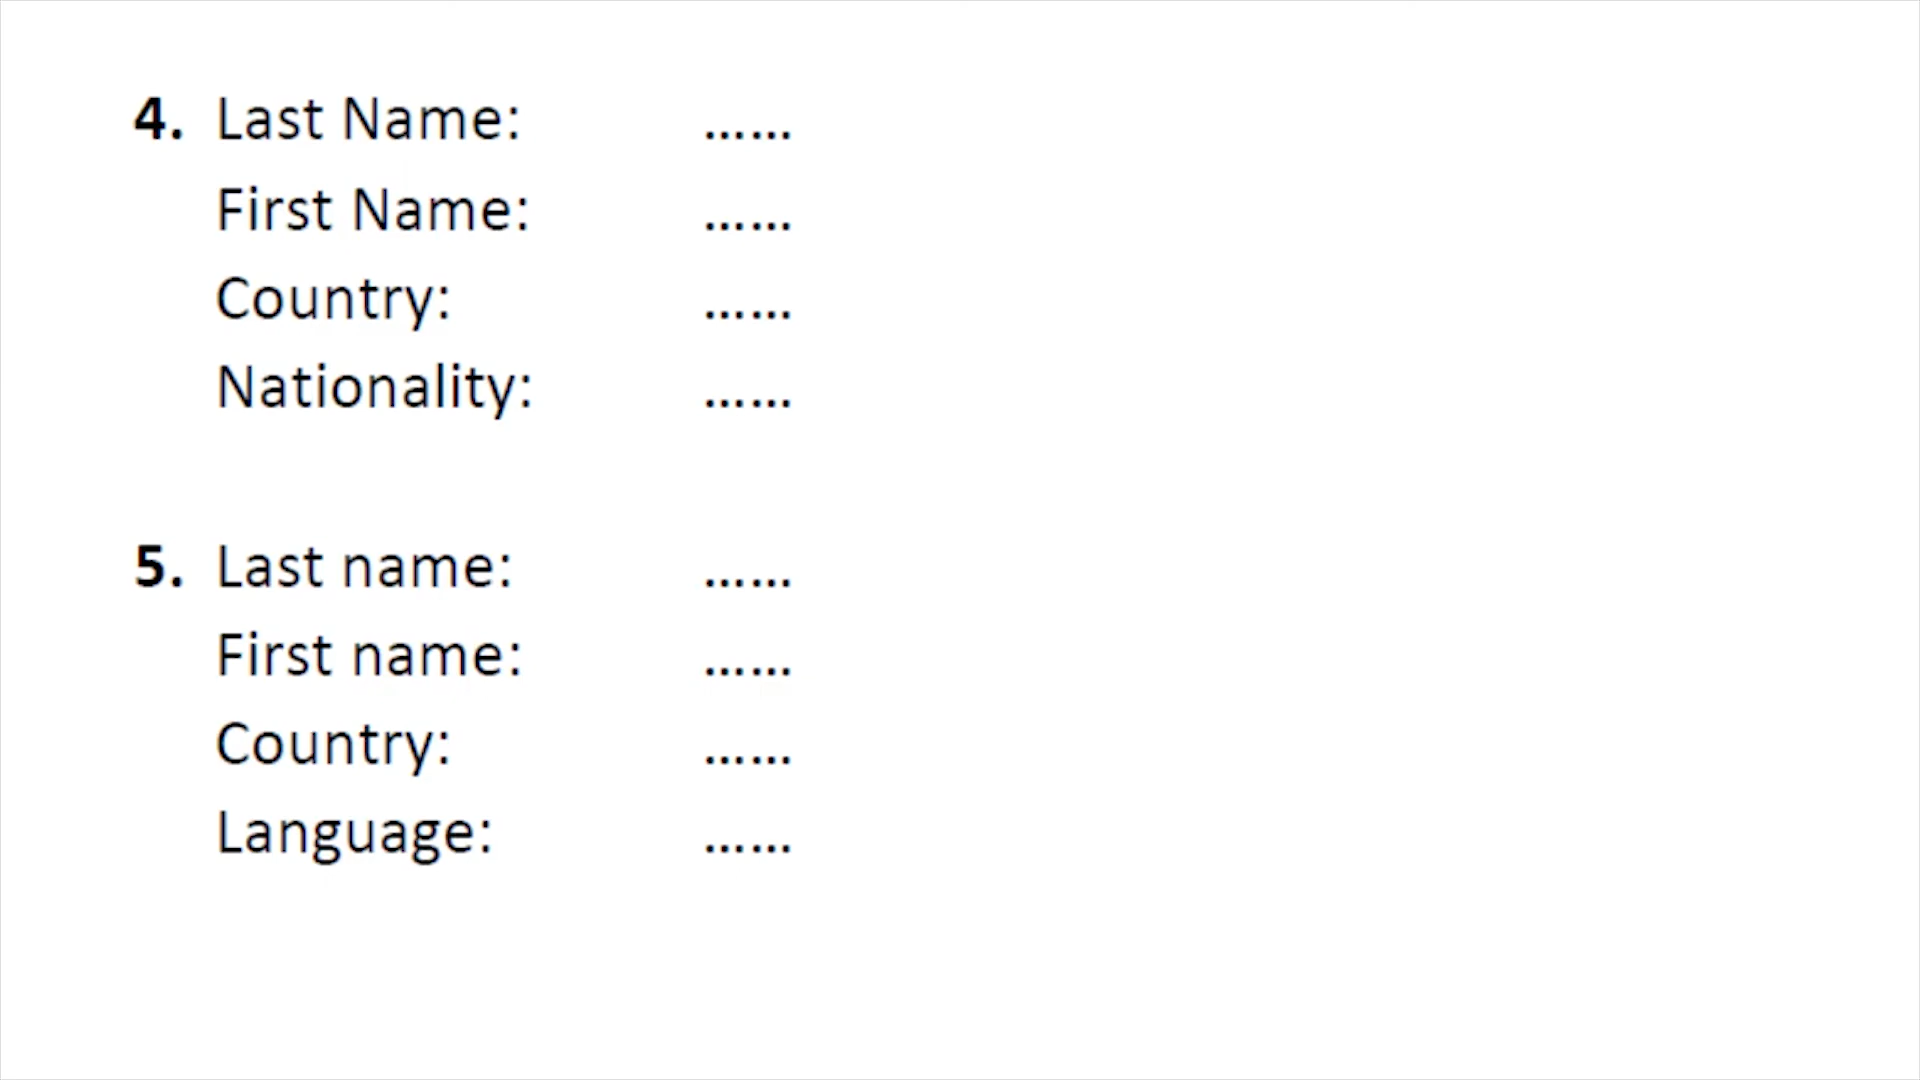 4. Last Name: ......
First Name: ......
Country: ......
Nationality: ......
5. Last name: ......
First name: ......
Country: ......
Language: ......